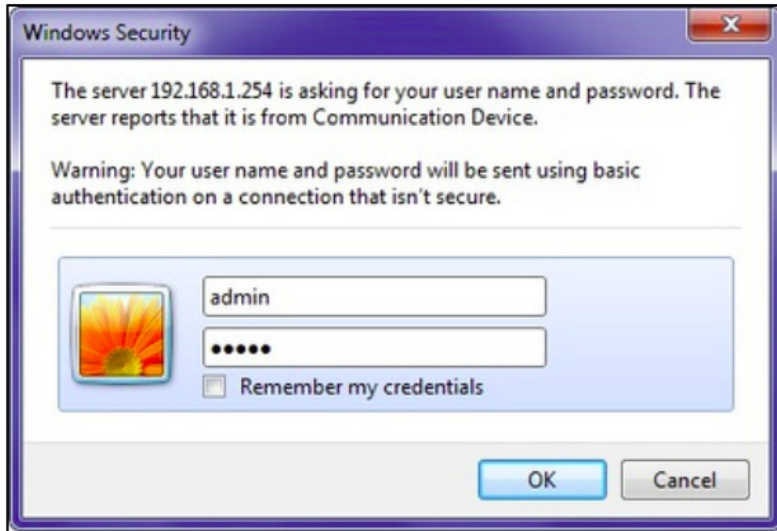 Windows Security
The server 192.168.1.254 is asking for your user name and password. The
server reports that it is from Communication Device.
Warning: Your user name and password will be sent using basic
authentication on a connection that isn't secure.
admin
●●●●●
Remember my credentials
OK
Cancel